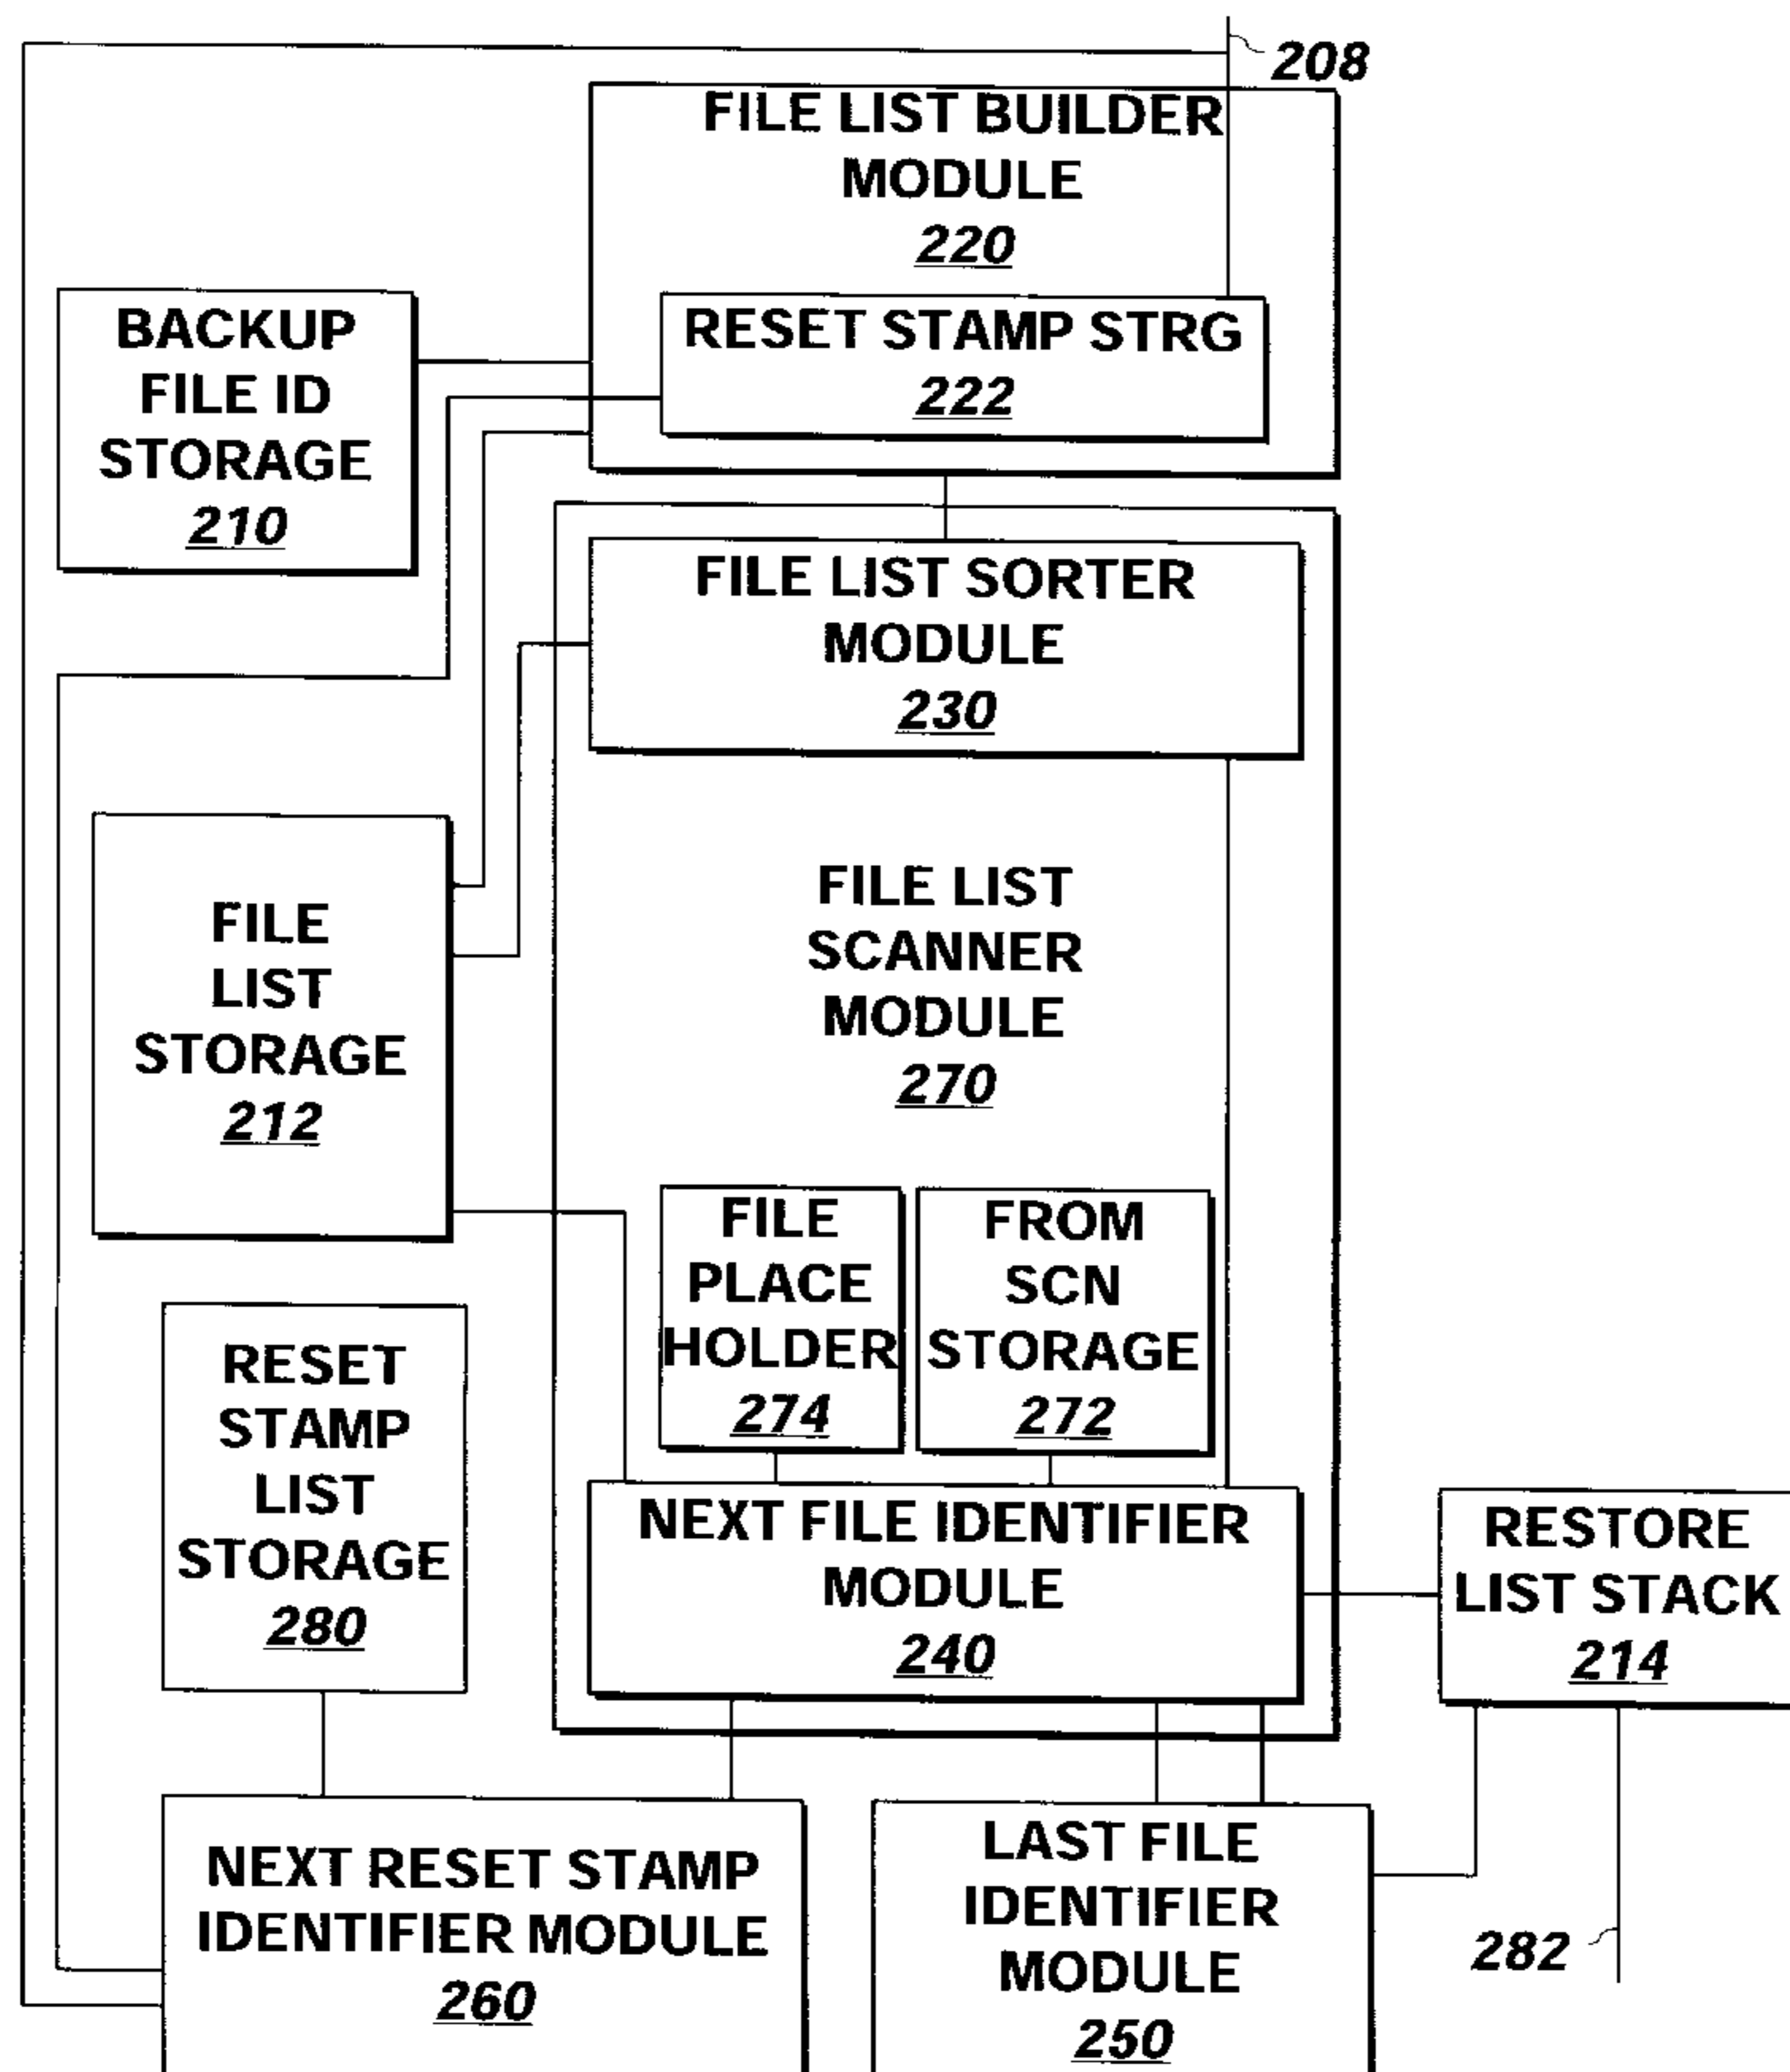 208
FILE LIST BUILDER
MODULE
220
RESET STAMP STRG
222
BACKUP
FILE ID
STORAGE
210
FILE LIST SORTER
MODULE
230
FILE LIST
SCANNER
MODULE
270
FILE
LIST
STORAGE
212
FILE
PLACE
HOLDER
274
FROM
SCN
STORAGE
272
RESET
STAMP
LIST
STORAGE
280
NEXT FILE IDENTIFIER
MODULE
240
RESTORE
LIST STACK
214
NEXT RESET STAMP
IDENTIFIER MODULE
260
LAST FILE
IDENTIFIER
MODULE
250
282